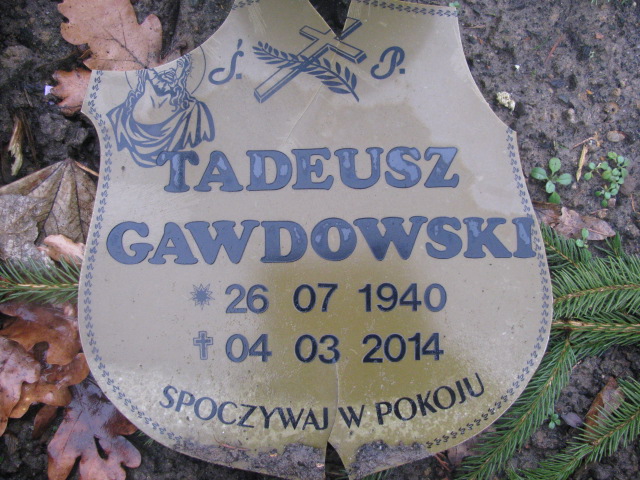 Ś. P.
TADEUSZ
GAWDOWSKI
26 07 1940
04 03 2014
SPOCZYWAJ W POKOJU